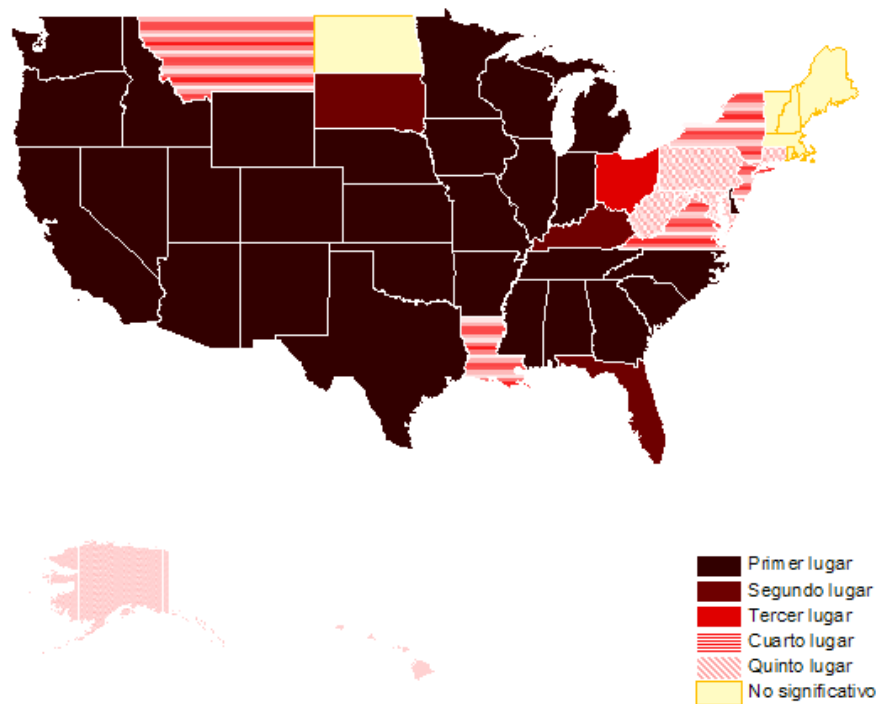 Primer lugar
Segundo lugar
Tercer lugar
Cuarto lugar
Quinto lugar
No significativo